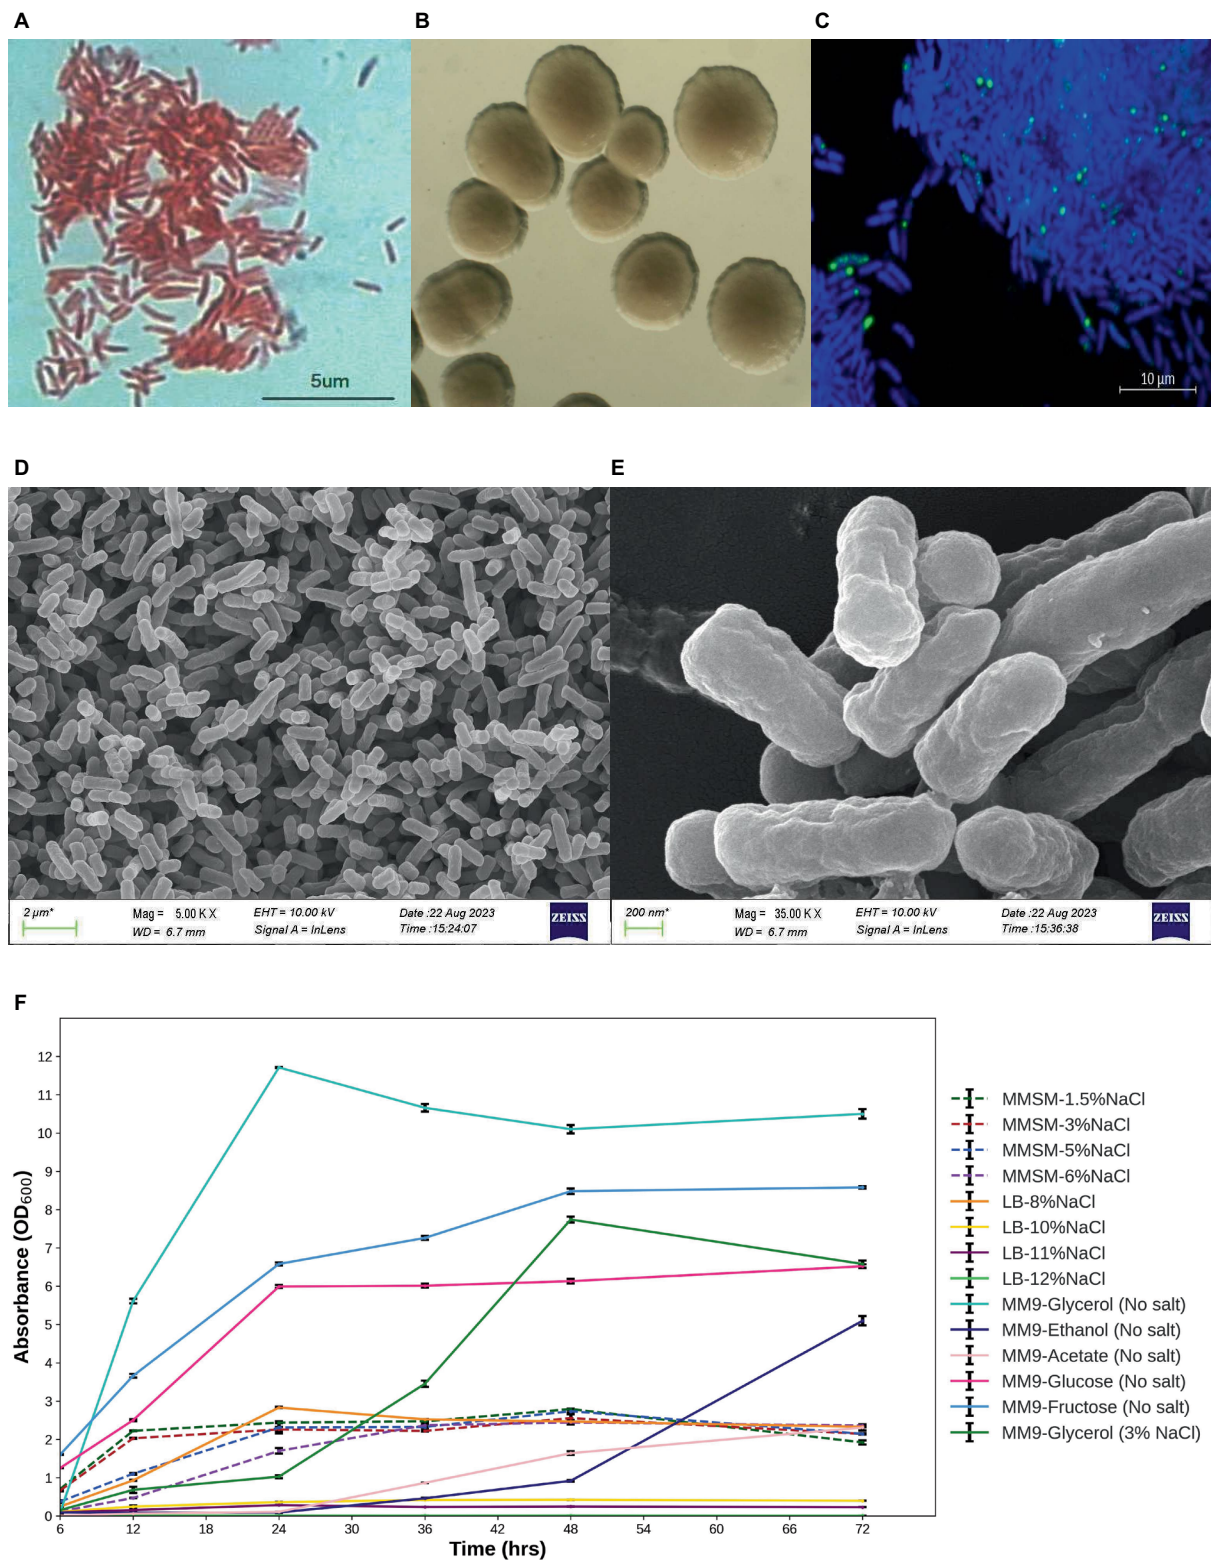 A
B
C
5um
10 µm
D
E
2 µm*
Mag = 5.00 K X
EHT = 10.00 kV
Date :22 Aug 2023
ZEISS
WD = 6.7 mm
Signal A = InLens
Time :15:24:07
200 nm*
Mag = 35.00 K X
EHT = 10.00 kV
Date :22 Aug 2023
ZEISS
WD = 6.7 mm
Signal A = InLens
Time :15:36:38
F
Absorbance (OD600)
12
11
10
9
8
7
6
5
4
3
2
1
0
6 12 18 24 30 36 42 48 54 60 66 72
Time (hrs)
MMSM-1.5%NaCl
MMSM-3%NaCl
MMSM-5%NaCl
MMSM-6%NaCl
LB-8%NaCl
LB-10%NaCl
LB-11%NaCl
LB-12%NaCl
MM9-Glycerol (No salt)
MM9-Ethanol (No salt)
MM9-Acetate (No salt)
MM9-Glucose (No salt)
MM9-Fructose (No salt)
MM9-Glycerol (3% NaCl)